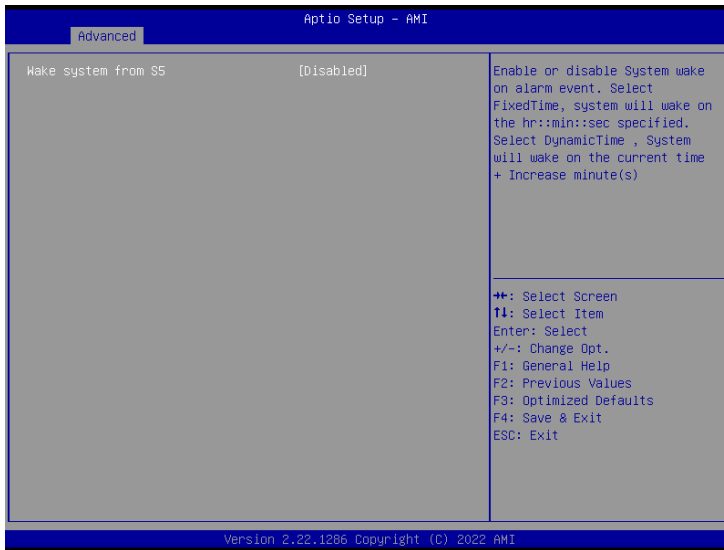 Aptio Setup – AMI
Advanced
Wake system from S5 [Disabled]
Enable or disable System wake
on alarm event. Select
FixedTime, system will wake on
the hr::min::sec specified.
Select DynamicTime , System
will wake on the current time
+ Increase minute(s)
→←: Select Screen
↑↓: Select Item
Enter: Select
+/-: Change Opt.
F1: General Help
F2: Previous Values
F3: Optimized Defaults
F4: Save & Exit
ESC: Exit
Version 2.22.1286 Copyright (C) 2022 AMI